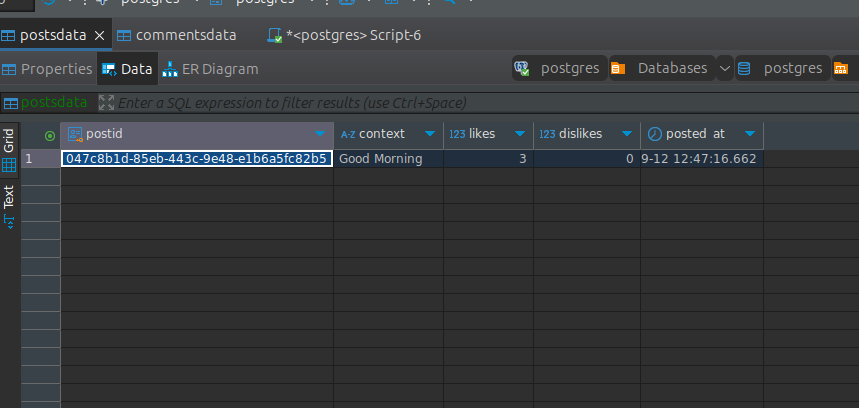 postgres postgres
postsdata commentsdata *<postgres> Script-6
Properties Data ER Diagram postgres Databases postgres
postsdata Enter a SQL expression to filter results (use Ctrl+Space)
Grid
Text
postid A-Z context 123 likes 123 dislikes posted_at
1 047c8b1d-85eb-443c-9e48-e1b6a5fc82b5 Good Morning 3 0 9-12 12:47:16.662